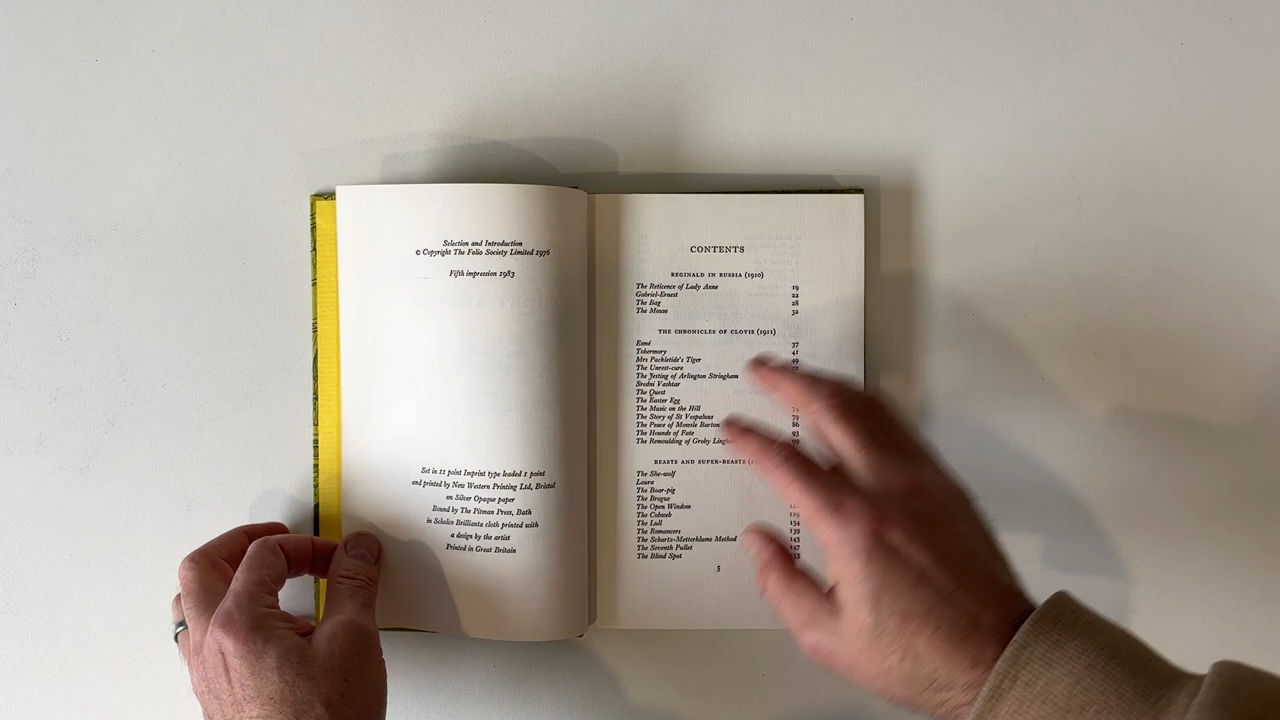 Selection and Introduction
© Copyright The Folio Society Limited 1976
Fifth impression 1983
Set in 11 point Imprint type leaded 1 point
and printed by New Western Printing Ltd, Bristol
on Silver Opaque paper
Bound by The Pitman Press, Bath
in Scholco Brillianta cloth printed with
a design by the artist
Printed in Great Britain
CONTENTS
REGINALD IN RUSSIA (1910)
The Reticence of Lady Anne 19
Gabriel-Ernest 22
The Bag 28
The Mouse 32
THE CHRONICLES OF CLOVIS (1911)
Esmé 37
Tobermory 41
Mrs Packletide's Tiger 49
The Unrest-cure
The Jesting of Arlington Stringham
Sredni Vashtar
The Quest
The Easter Egg
The Music on the Hill 74
The Story of St Vespaluus 79
The Peace of Mowsle Barton 86
The Hounds of Fate 93
The Remoulding of Groby 99
BEASTS AND SUPER-BEASTS
The She-wolf
Laura
The Boar-pig
The Brogue
The Open Window
The Cobweb 129
The Lull 134
The Romancers 139
The Schartz-Metterklume Method 143
The Seventh Pullet 147
The Blind Spot 153
5